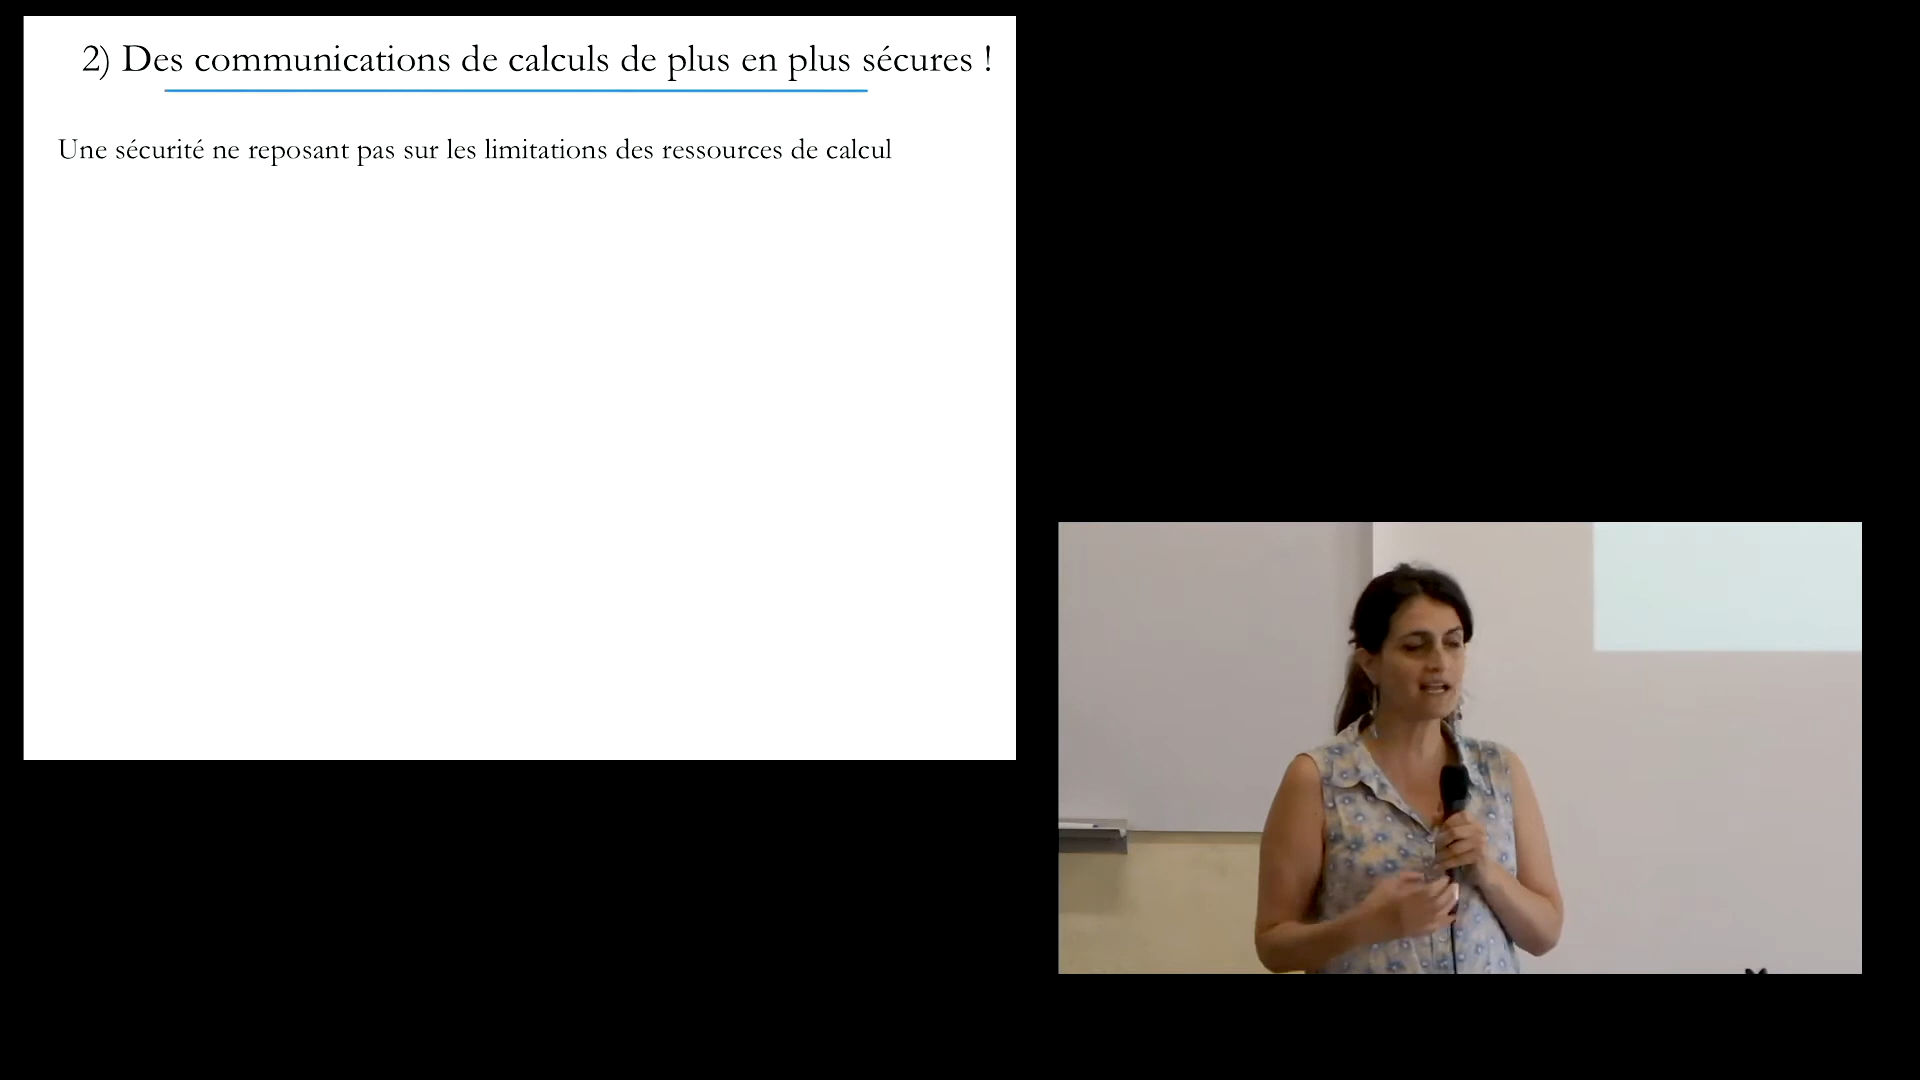 2) Des communications de calculs de plus en plus sécures !
Une sécurité ne reposant pas sur les limitations des ressources de calcul